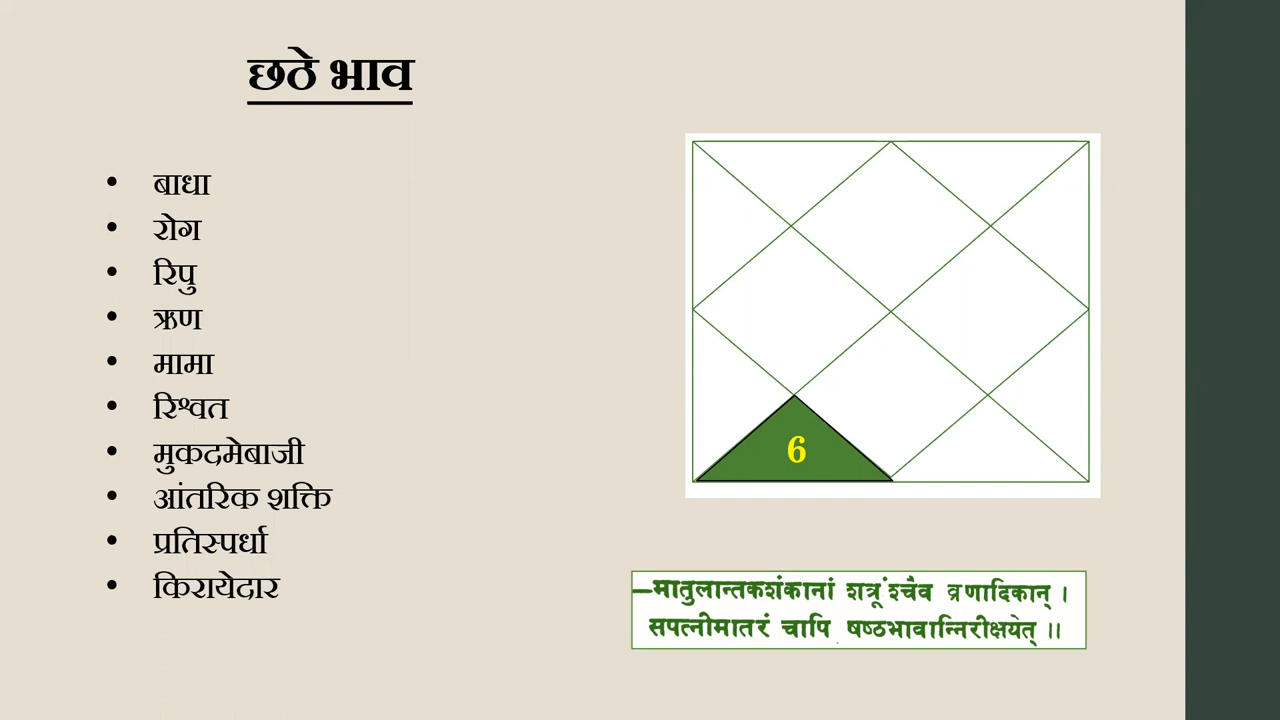 छठे भाव
• बाधा
• रोग
• रिपु
• ऋण
• मामा
• रिश्वत
• मुकदमेबाजी
• आंतरिक शक्ति
• प्रतिस्पर्धा
• किरायेदार
6
—मातुलान्तकशंकानां शत्रूंश्चैव व्रणादिकान् ।
सपत्नीमातरं चापि षष्ठभावान्निरीक्षयेत् ।।